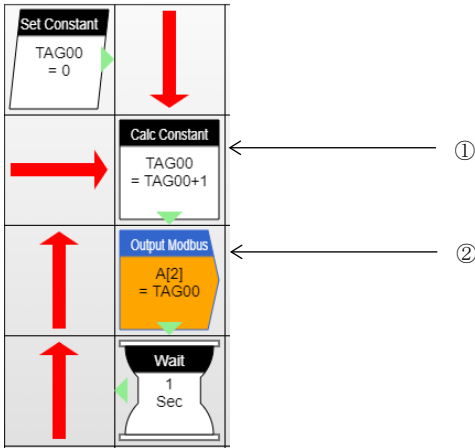 Set Constant
TAG00
= 0
Calc Constant
TAG00
= TAG00+1
①
Output Modbus
A[2]
= TAG00
②
Wait
1
Sec